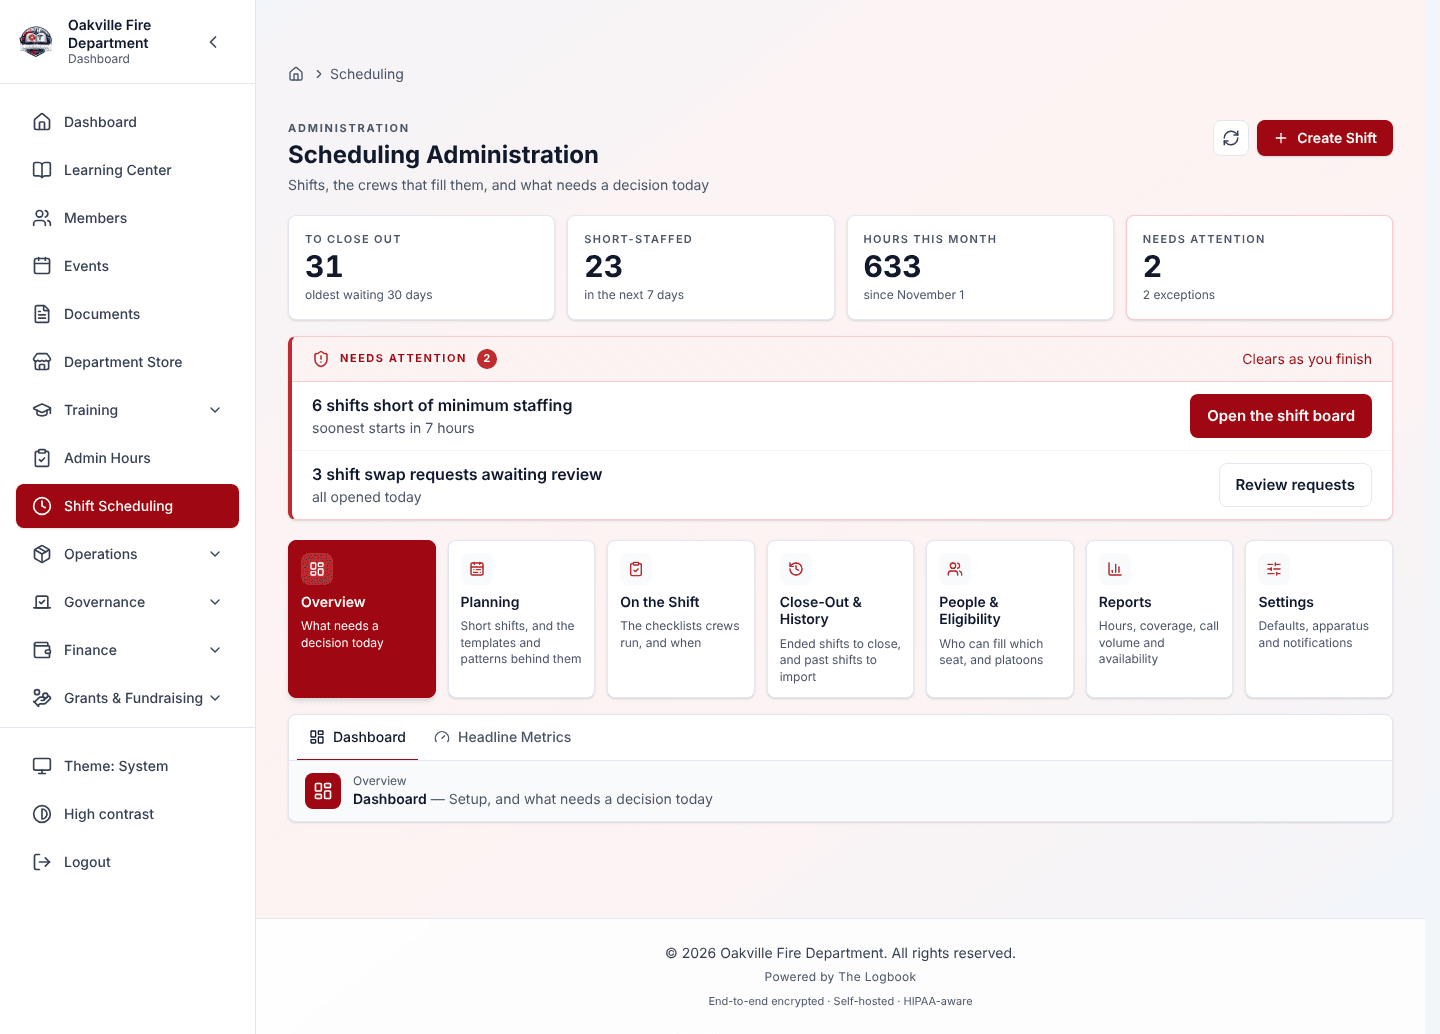 Oakville Fire
Department
Dashboard
Dashboard
Learning Center
Members
Events
Documents
Department Store
Training
Admin Hours
Shift Scheduling
Operations
Governance
Finance
Grants & Fundraising
Theme: System
High contrast
Logout
Scheduling
ADMINISTRATION
Scheduling Administration
Shifts, the crews that fill them, and what needs a decision today
Create Shift
TO CLOSE OUT
31
oldest waiting 30 days
SHORT-STAFFED
23
in the next 7 days
HOURS THIS MONTH
633
since November 1
NEEDS ATTENTION
2
2 exceptions
NEEDS ATTENTION 2
Clears as you finish
6 shifts short of minimum staffing
soonest starts in 7 hours
Open the shift board
3 shift swap requests awaiting review
all opened today
Review requests
Overview
What needs a
decision today
Planning
Short shifts, and the
templates and
patterns behind them
On the Shift
The checklists crews
run, and when
Close-Out &
History
Ended shifts to close,
and past shifts to
import
People &
Eligibility
Who can fill which
seat, and platoons
Reports
Hours, coverage, call
volume and
availability
Settings
Defaults, apparatus
and notifications
Dashboard
Headline Metrics
Overview
Dashboard — Setup, and what needs a decision today
© 2026 Oakville Fire Department. All rights reserved.
Powered by The Logbook
End-to-end encrypted · Self-hosted · HIPAA-aware